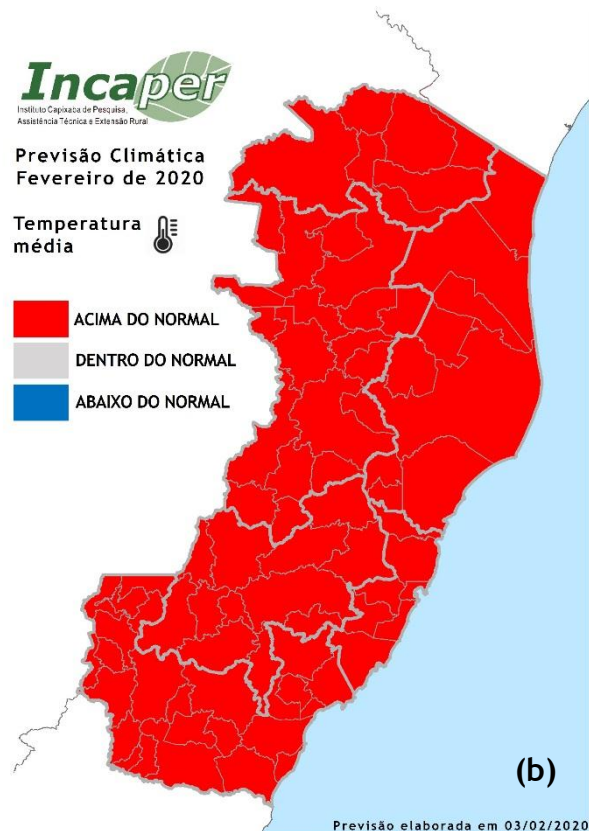 Incaper
Instituto Capixaba de Pesquisa,
Assistência Técnica e Extensão Rural
Previsão Climática
Fevereiro de 2020
Temperatura
média
ACIMA DO NORMAL
DENTRO DO NORMAL
ABAIXO DO NORMAL
(b)
Previsão elaborada em 03/02/2020